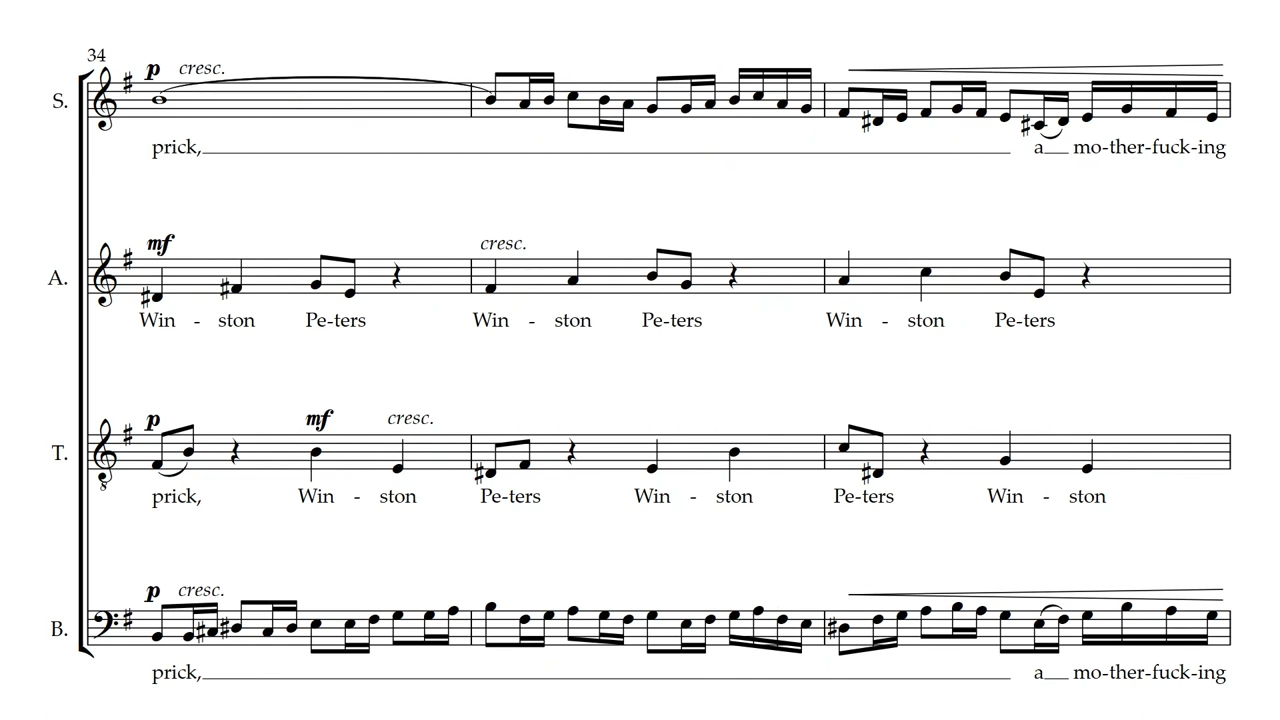 34
p cresc.
S.
prick, a mo-ther-fuck-ing
mf cresc.
A.
Win - ston Pe-ters Win - ston Pe-ters Win - ston Pe-ters
p mf cresc.
T.
8
prick, Win - ston Pe-ters Win - ston Pe-ters Win - ston
p cresc.
B.
prick, a mo-ther-fuck-ing